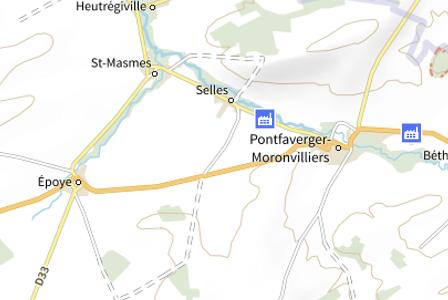 Heutrégiville
St-Masmes
Selles
Pontfaverger-
Moronvilliers
Béth
Époye
D33